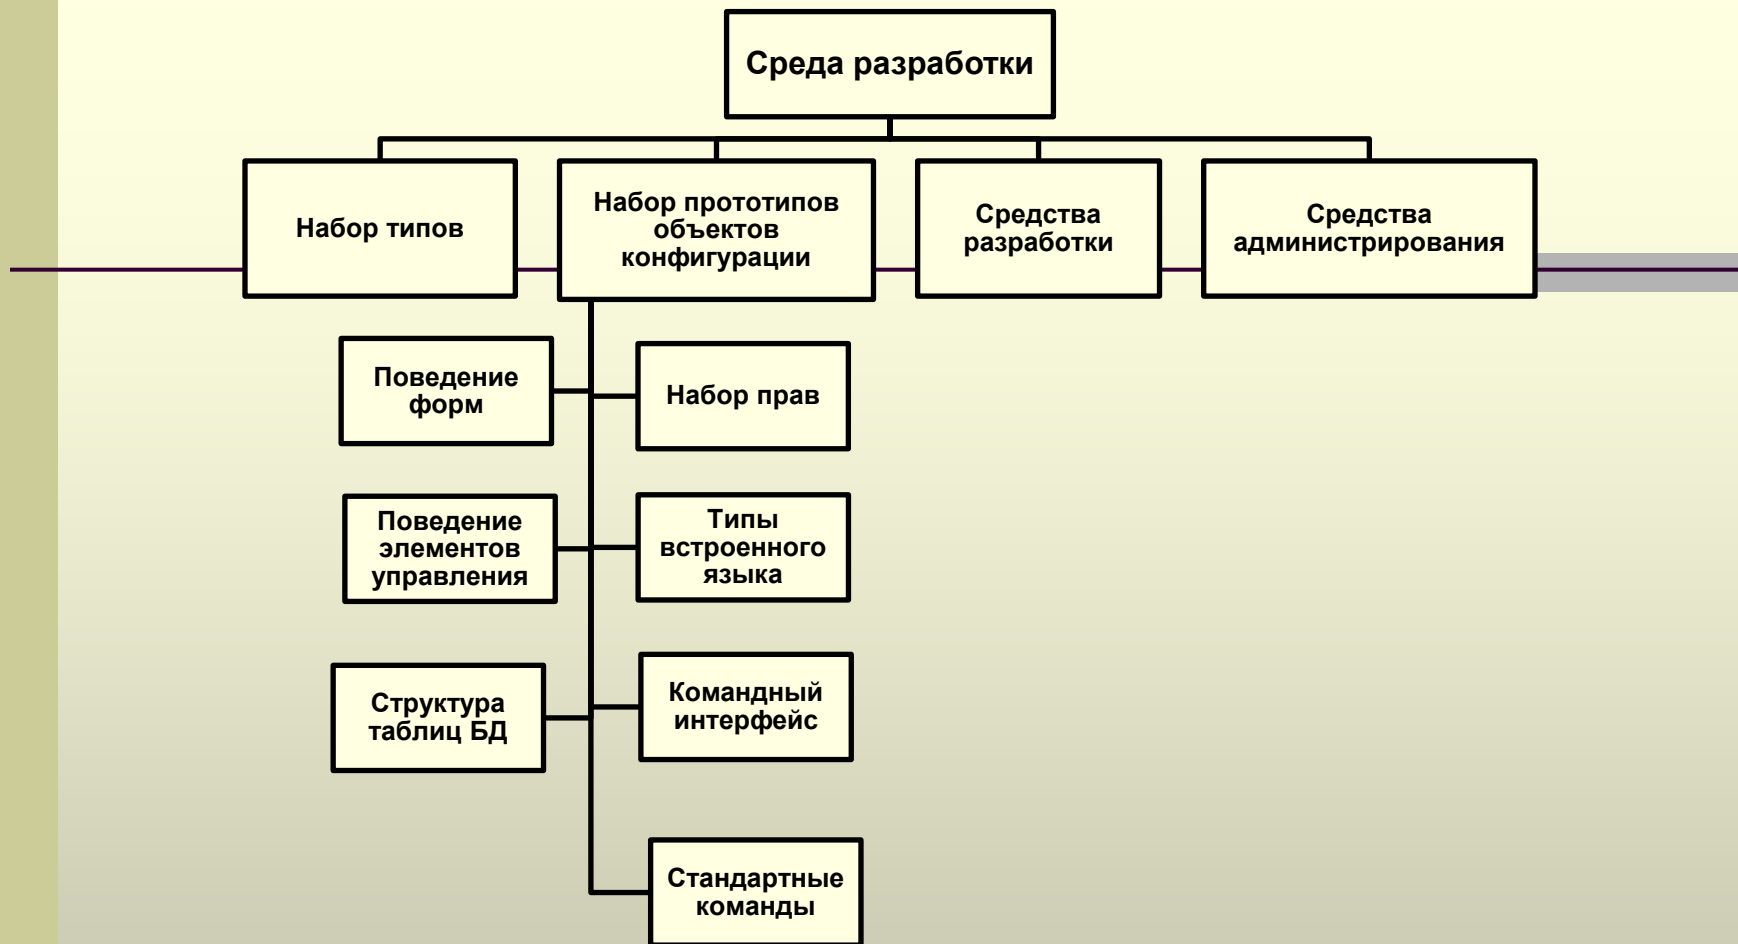 Среда разработки
Набор типов
Набор прототипов
объектов
конфигурации
Средства
разработки
Средства
администрирования
Поведение
форм
Набор прав
Поведение
элементов
управления
Типы
встроенного
языка
Структура
таблиц БД
Командный
интерфейс
Стандартные
команды